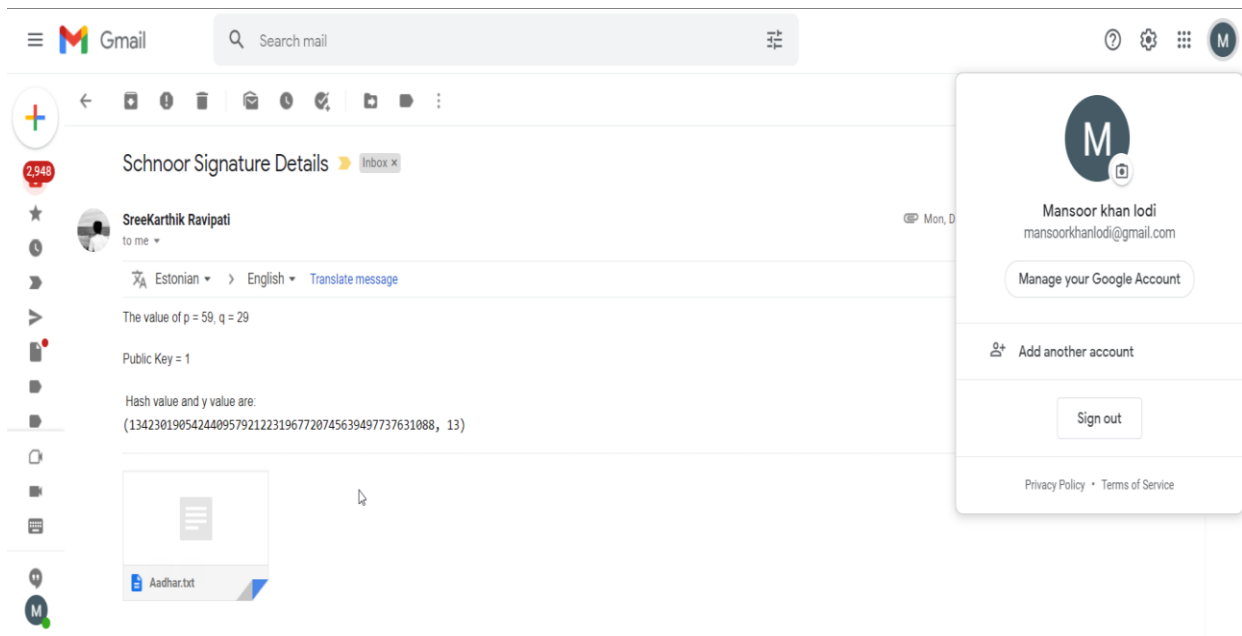 Gmail
Search mail
M
2,948
Schnoor Signature Details
Inbox x
SreeKarthik Ravipati
Mon, D
to me
Estonian > English Translate message
The value of p = 59, q = 29
Public Key = 1
Hash value and y value are:
(1342301905424409579212231967720745639497737631088, 13)
Aadhar.txt
M
M
Mansoor khan lodi
mansoorkhanlodi@gmail.com
Manage your Google Account
Add another account
Sign out
Privacy Policy • Terms of Service